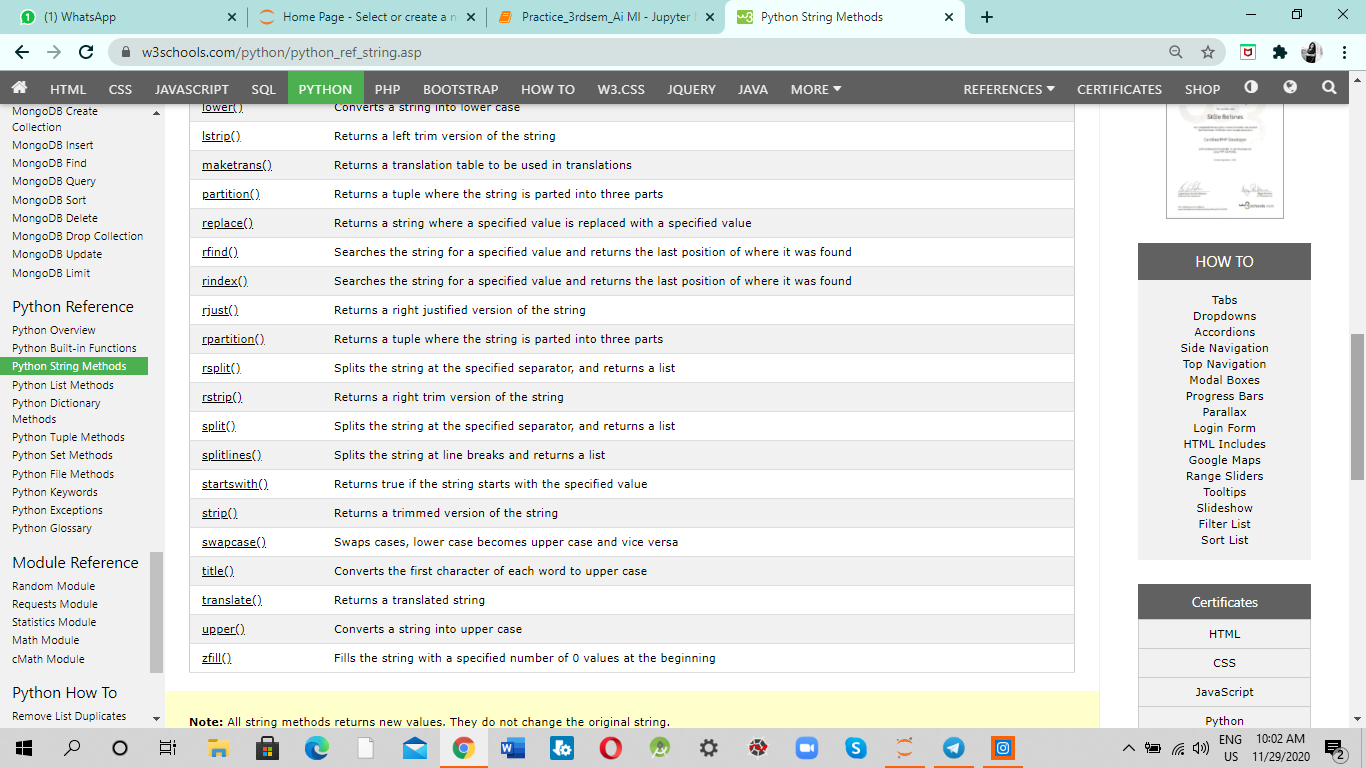 (1) WhatsApp
Home Page - Select or create a n
Practice_3rdsem_Ai Ml - Jupyter
Python String Methods
w3schools.com/python/python_ref_string.asp
HTML CSS JAVASCRIPT SQL PYTHON PHP BOOTSTRAP HOW TO W3.CSS JQUERY JAVA MORE REFERENCES CERTIFICATES SHOP
MongoDB Create
Collection
MongoDB Insert
MongoDB Find
MongoDB Query
MongoDB Sort
MongoDB Delete
MongoDB Drop Collection
MongoDB Update
MongoDB Limit
Python Reference
Python Overview
Python Built-in Functions
Python String Methods
Python List Methods
Python Dictionary
Methods
Python Tuple Methods
Python Set Methods
Python File Methods
Python Keywords
Python Exceptions
Python Glossary
Module Reference
Random Module
Requests Module
Statistics Module
Math Module
cMath Module
Python How To
Remove List Duplicates
lower() Converts a string into lower case
lstrip() Returns a left trim version of the string
maketrans() Returns a translation table to be used in translations
partition() Returns a tuple where the string is parted into three parts
replace() Returns a string where a specified value is replaced with a specified value
rfind() Searches the string for a specified value and returns the last position of where it was found
rindex() Searches the string for a specified value and returns the last position of where it was found
rjust() Returns a right justified version of the string
rpartition() Returns a tuple where the string is parted into three parts
rsplit() Splits the string at the specified separator, and returns a list
rstrip() Returns a right trim version of the string
split() Splits the string at the specified separator, and returns a list
splitlines() Splits the string at line breaks and returns a list
startswith() Returns true if the string starts with the specified value
strip() Returns a trimmed version of the string
swapcase() Swaps cases, lower case becomes upper case and vice versa
title() Converts the first character of each word to upper case
translate() Returns a translated string
upper() Converts a string into upper case
zfill() Fills the string with a specified number of 0 values at the beginning
Note: All string methods returns new values. They do not change the original string.
HOW TO
Tabs
Dropdowns
Accordions
Side Navigation
Top Navigation
Modal Boxes
Progress Bars
Parallax
Login Form
HTML Includes
Google Maps
Range Sliders
Tooltips
Slideshow
Filter List
Sort List
Certificates
HTML
CSS
JavaScript
Python
ENG
US
10:02 AM
11/29/2020
2